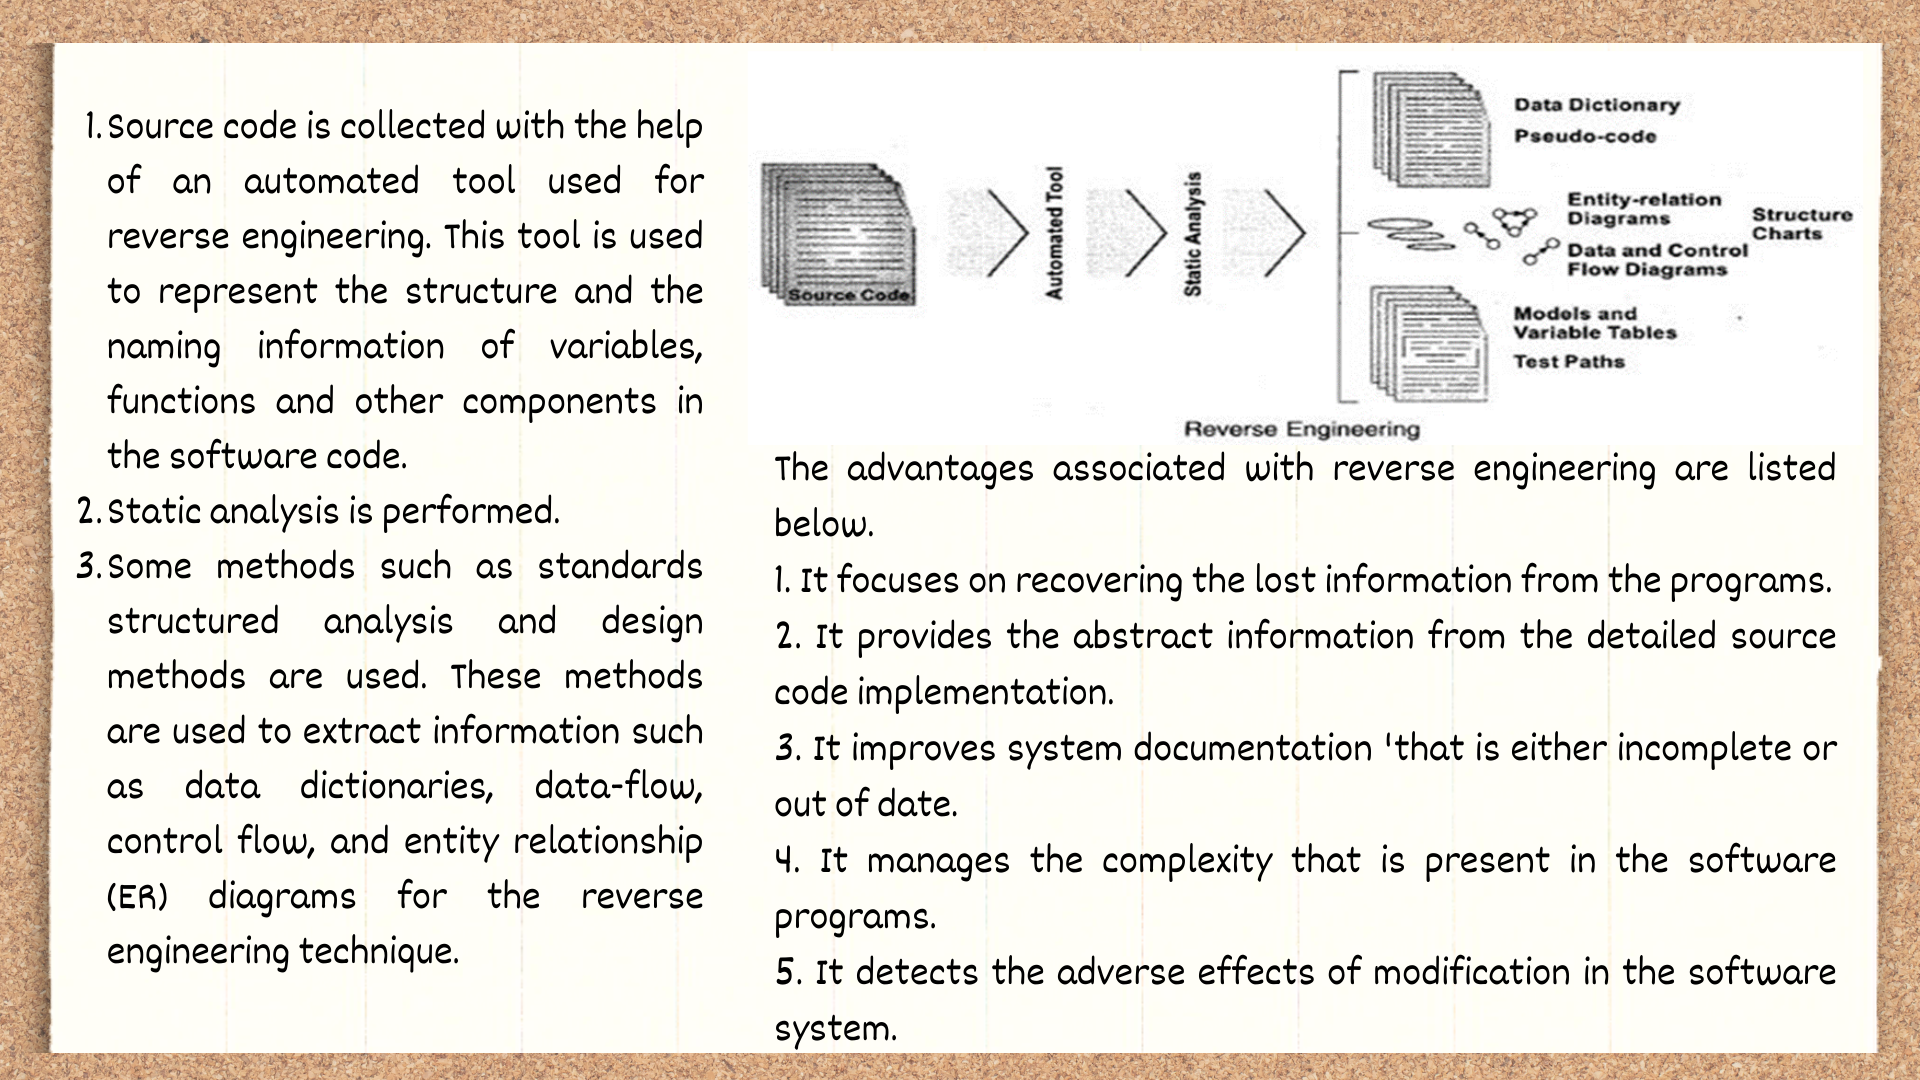 1. Source code is collected with the help
of an automated tool used for
reverse engineering. This tool is used
to represent the structure and the
naming information of variables,
functions and other components in
the software code.
2. Static analysis is performed.
3. Some methods such as standards
structured analysis and design
methods are used. These methods
are used to extract information such
as data dictionaries, data-flow,
control flow, and entity relationship
(ER) diagrams for the reverse
engineering technique.
Source Code
Automated Tool
Static Analysis
Data Dictionary
Pseudo-code
Entity-relation
Diagrams
Data and Control
Flow Diagrams
Structure
Charts
Models and
Variable Tables
Test Paths
Reverse Engineering
The advantages associated with reverse engineering are listed
below.
1. It focuses on recovering the lost information from the programs.
2. It provides the abstract information from the detailed source
code implementation.
3. It improves system documentation 'that is either incomplete or
out of date.
4. It manages the complexity that is present in the software
programs.
5. It detects the adverse effects of modification in the software
system.